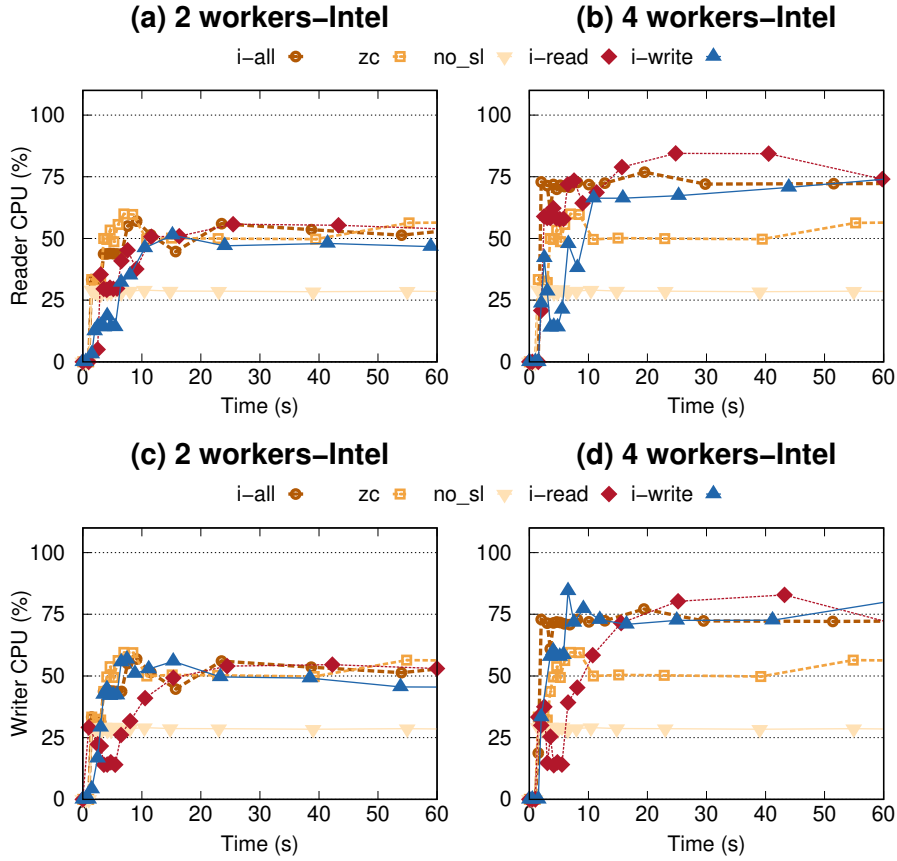 (a) 2 workers–Intel
(b) 4 workers–Intel
i–all zc no_sl i–read i–write
Reader CPU (%)
100
75
50
25
0
0 10 20 30 40 50 60
Time (s)
0
25
50
75
100
0 10 20 30 40 50 60
Time (s)
(c) 2 workers–Intel
(d) 4 workers–Intel
i–all zc no_sl i–read i–write
Writer CPU (%)
100
75
50
25
0
0 10 20 30 40 50 60
Time (s)
100
75
50
25
0
0 10 20 30 40 50 60
Time (s)